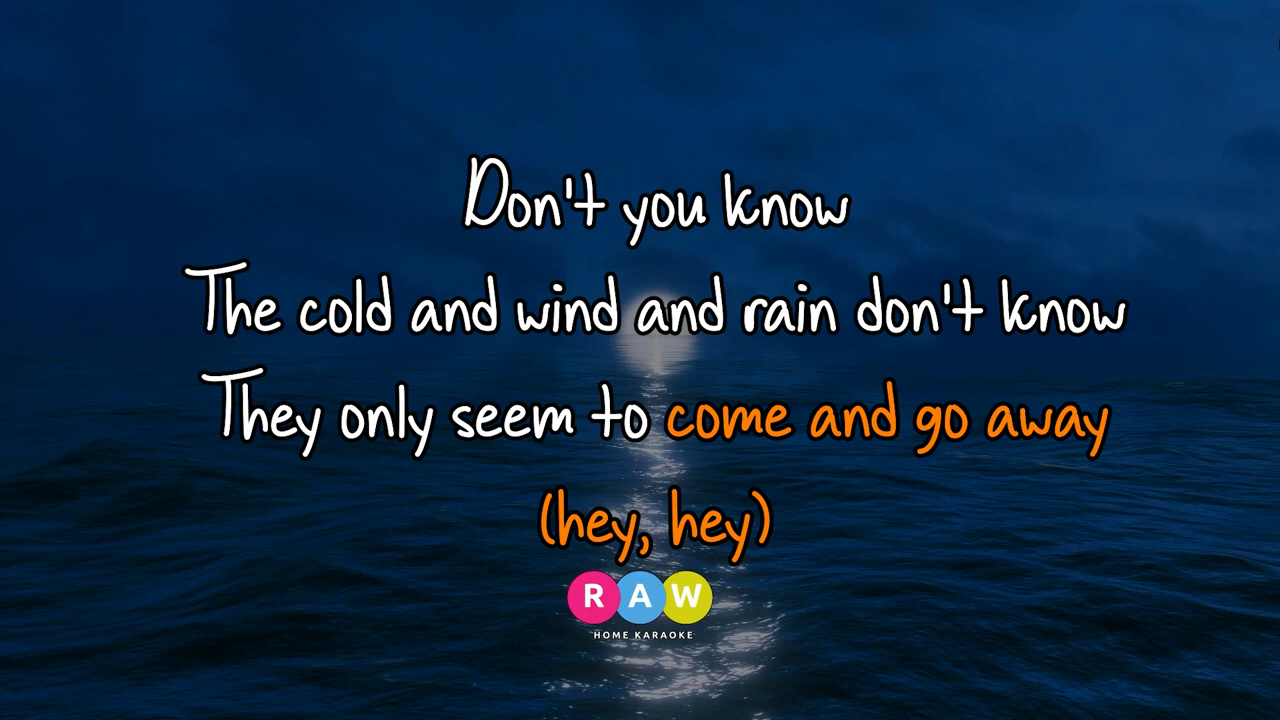 Don't you know
The cold and wind and rain don't know
They only seem to come and go away
(hey, hey)
R A W
HOME KARAOKE